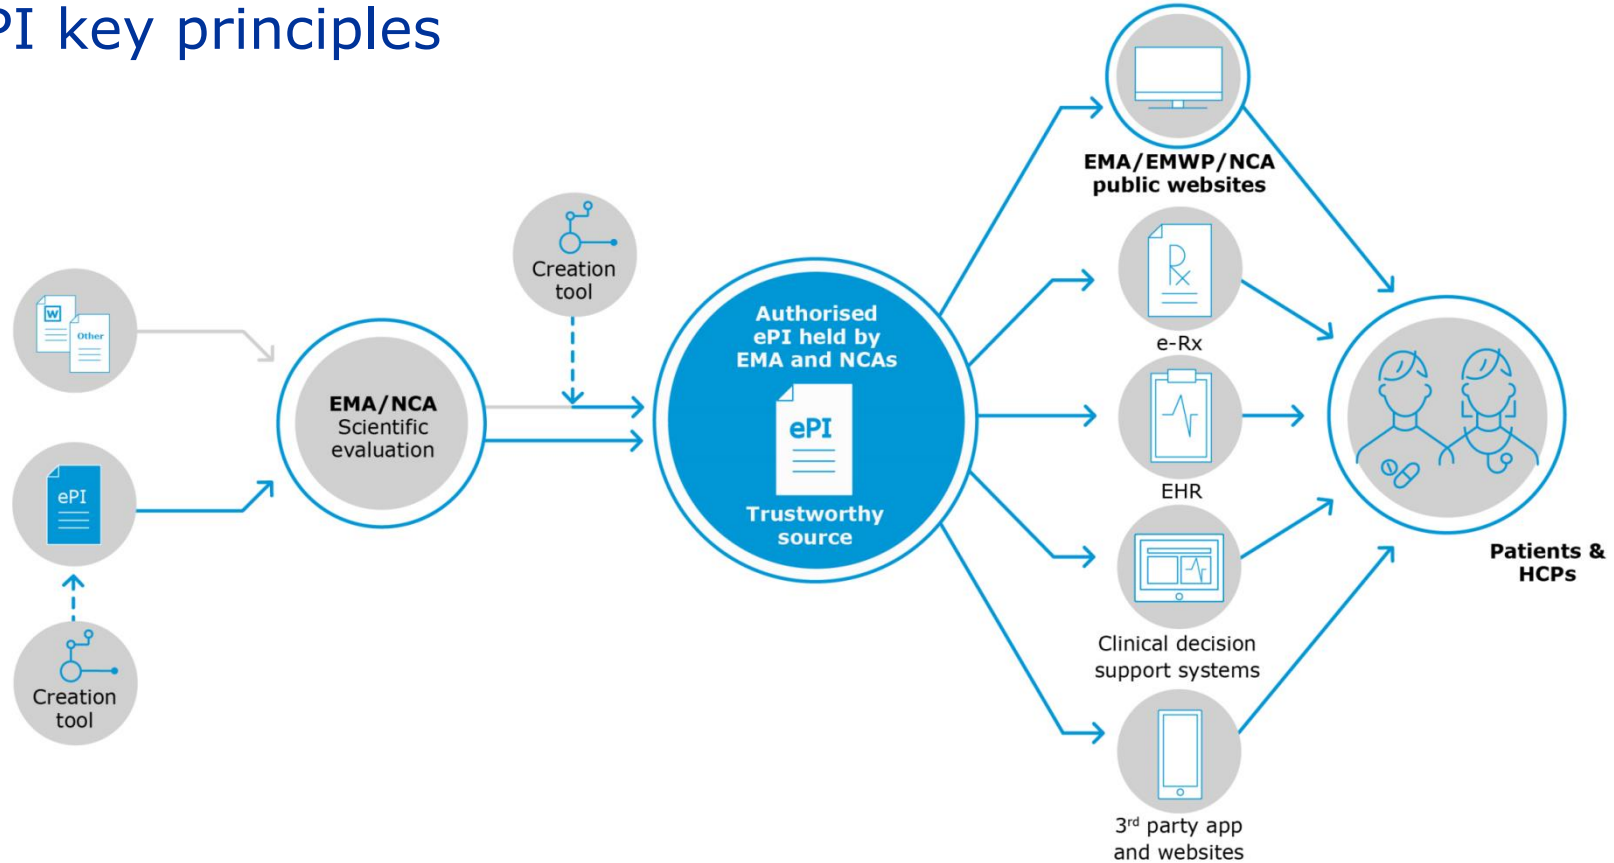 PI key principles
W
Other
ePI
Creation
tool
EMA/NCA
Scientific
evaluation
Creation
tool
Authorised
ePI held by
EMA and NCAs
ePI
Trustworthy
source
EMA/EMWP/NCA
public websites
Rx
e-Rx
EHR
Clinical decision
support systems
3rd party app
and websites
Patients &
HCPs